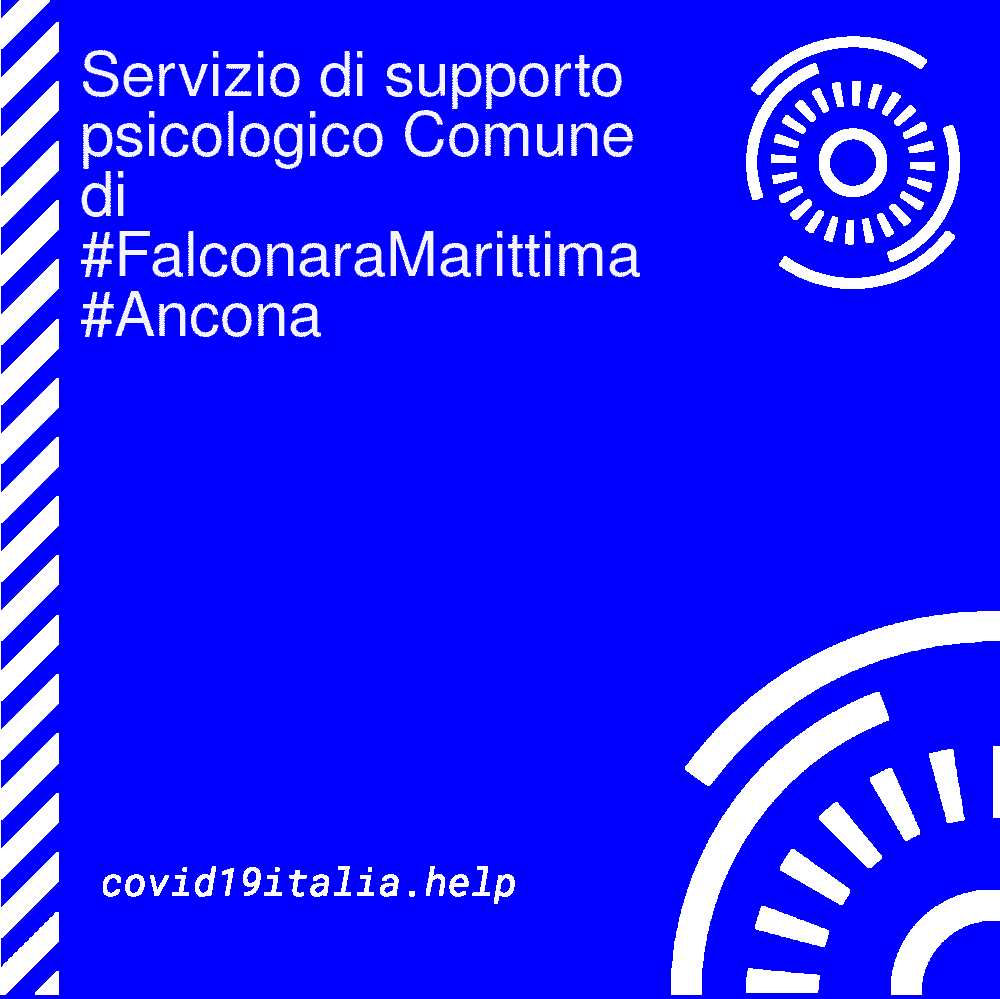 Servizio di supporto
psicologico Comune
di
#FalconaraMarittima
#Ancona
covid19italia.help